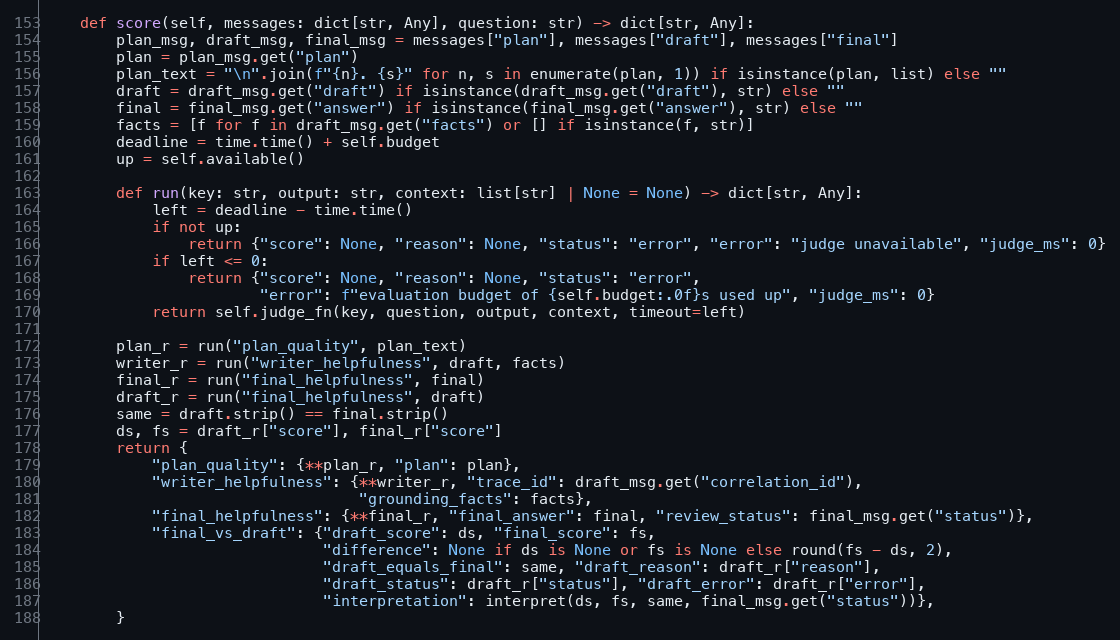 153    def score(self, messages: dict[str, Any], question: str) -> dict[str, Any]:
154        plan_msg, draft_msg, final_msg = messages["plan"], messages["draft"], messages["final"]
155        plan = plan_msg.get("plan")
156        plan_text = "\n".join(f"{n}. {s}" for n, s in enumerate(plan, 1)) if isinstance(plan, list) else ""
157        draft = draft_msg.get("draft") if isinstance(draft_msg.get("draft"), str) else ""
158        final = final_msg.get("answer") if isinstance(final_msg.get("answer"), str) else ""
159        facts = [f for f in draft_msg.get("facts") or [] if isinstance(f, str)]
160        deadline = time.time() + self.budget
161        up = self.available()
162
163        def run(key: str, output: str, context: list[str] | None = None) -> dict[str, Any]:
164            left = deadline - time.time()
165            if not up:
166                return {"score": None, "reason": None, "status": "error", "error": "judge unavailable", "judge_ms": 0}
167            if left <= 0:
168                return {"score": None, "reason": None, "status": "error",
169                        "error": f"evaluation budget of {self.budget:.0f}s used up", "judge_ms": 0}
170            return self.judge_fn(key, question, output, context, timeout=left)
171
172        plan_r = run("plan_quality", plan_text)
173        writer_r = run("writer_helpfulness", draft, facts)
174        final_r = run("final_helpfulness", final)
175        draft_r = run("final_helpfulness", draft)
176        same = draft.strip() == final.strip()
177        ds, fs = draft_r["score"], final_r["score"]
178        return {
179            "plan_quality": {**plan_r, "plan": plan},
180            "writer_helpfulness": {**writer_r, "trace_id": draft_msg.get("correlation_id"),
181                                   "grounding_facts": facts},
182            "final_helpfulness": {**final_r, "final_answer": final, "review_status": final_msg.get("status")},
183            "final_vs_draft": {"draft_score": ds, "final_score": fs,
184                               "difference": None if ds is None or fs is None else round(fs - ds, 2),
185                               "draft_equals_final": same, "draft_reason": draft_r["reason"],
186                               "draft_status": draft_r["status"], "draft_error": draft_r["error"],
187                               "interpretation": interpret(ds, fs, same, final_msg.get("status"))},
188        }